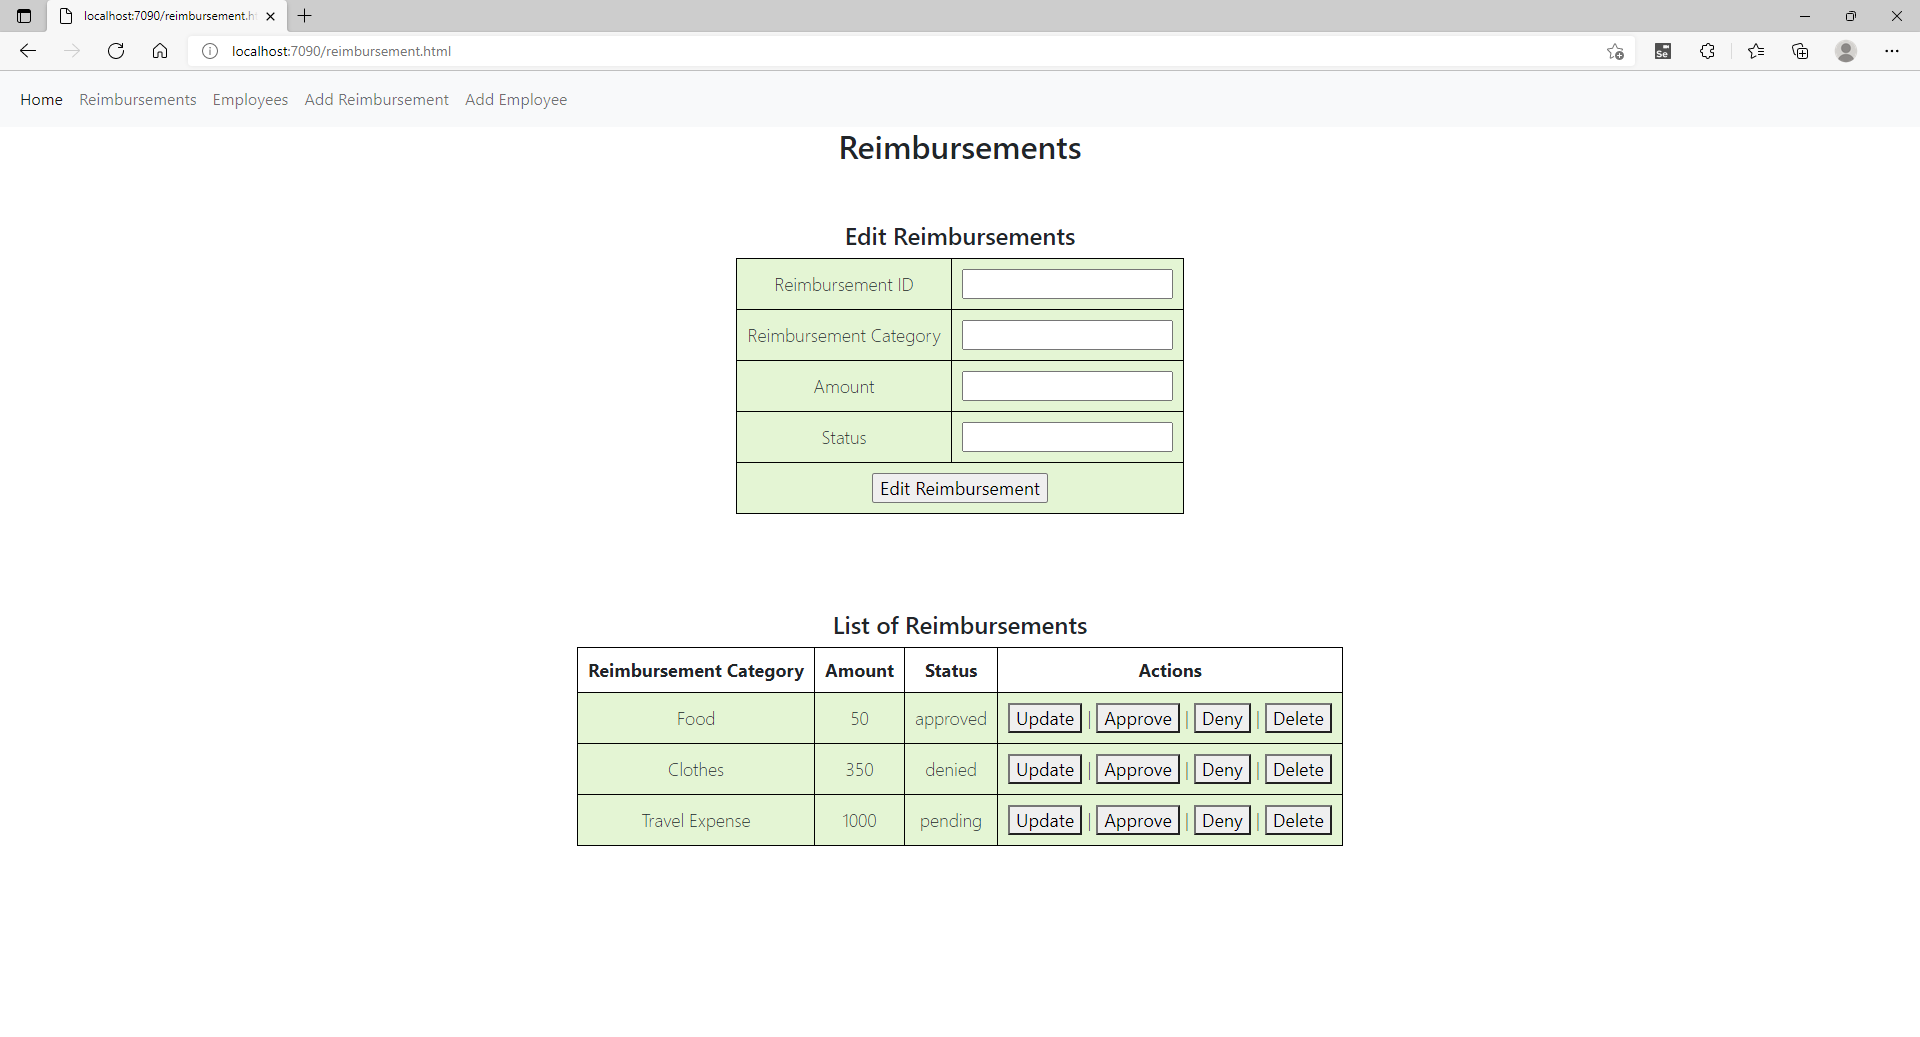 localhost:7090/reimbursement.h
localhost:7090/reimbursement.html
Se
Home Reimbursements Employees Add Reimbursement Add Employee
Reimbursements
Edit Reimbursements
Reimbursement ID
Reimbursement Category
Amount
Status
Edit Reimbursement
List of Reimbursements
Reimbursement Category Amount Status Actions
Food 50 approved Update | Approve | Deny | Delete
Clothes 350 denied Update | Approve | Deny | Delete
Travel Expense 1000 pending Update | Approve | Deny | Delete